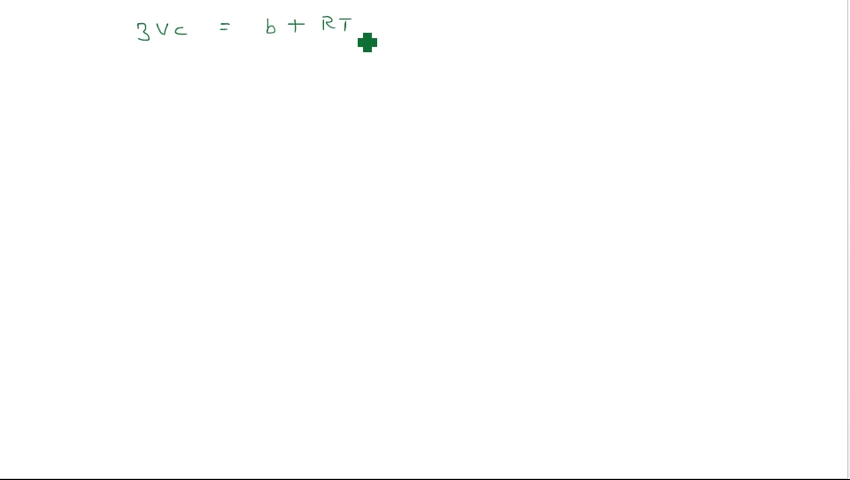 3Vc = b + RT